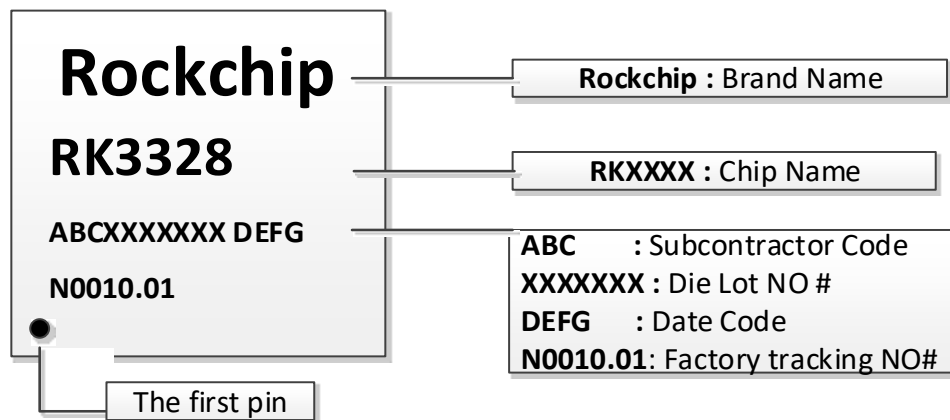 Rockchip
RK3328
ABCXXXXXXX DEFG
N0010.01
The first pin
Rockchip : Brand Name
RKXXXX : Chip Name
ABC : Subcontractor Code
XXXXXXX : Die Lot NO #
DEFG : Date Code
N0010.01: Factory tracking NO#